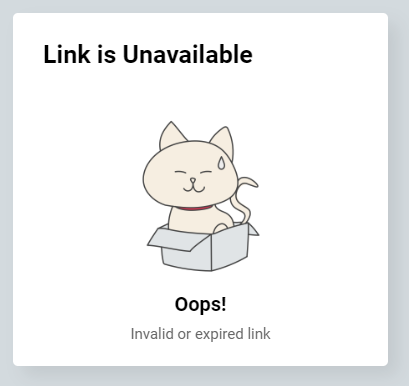 Link is Unavailable
Oops!
Invalid or expired link